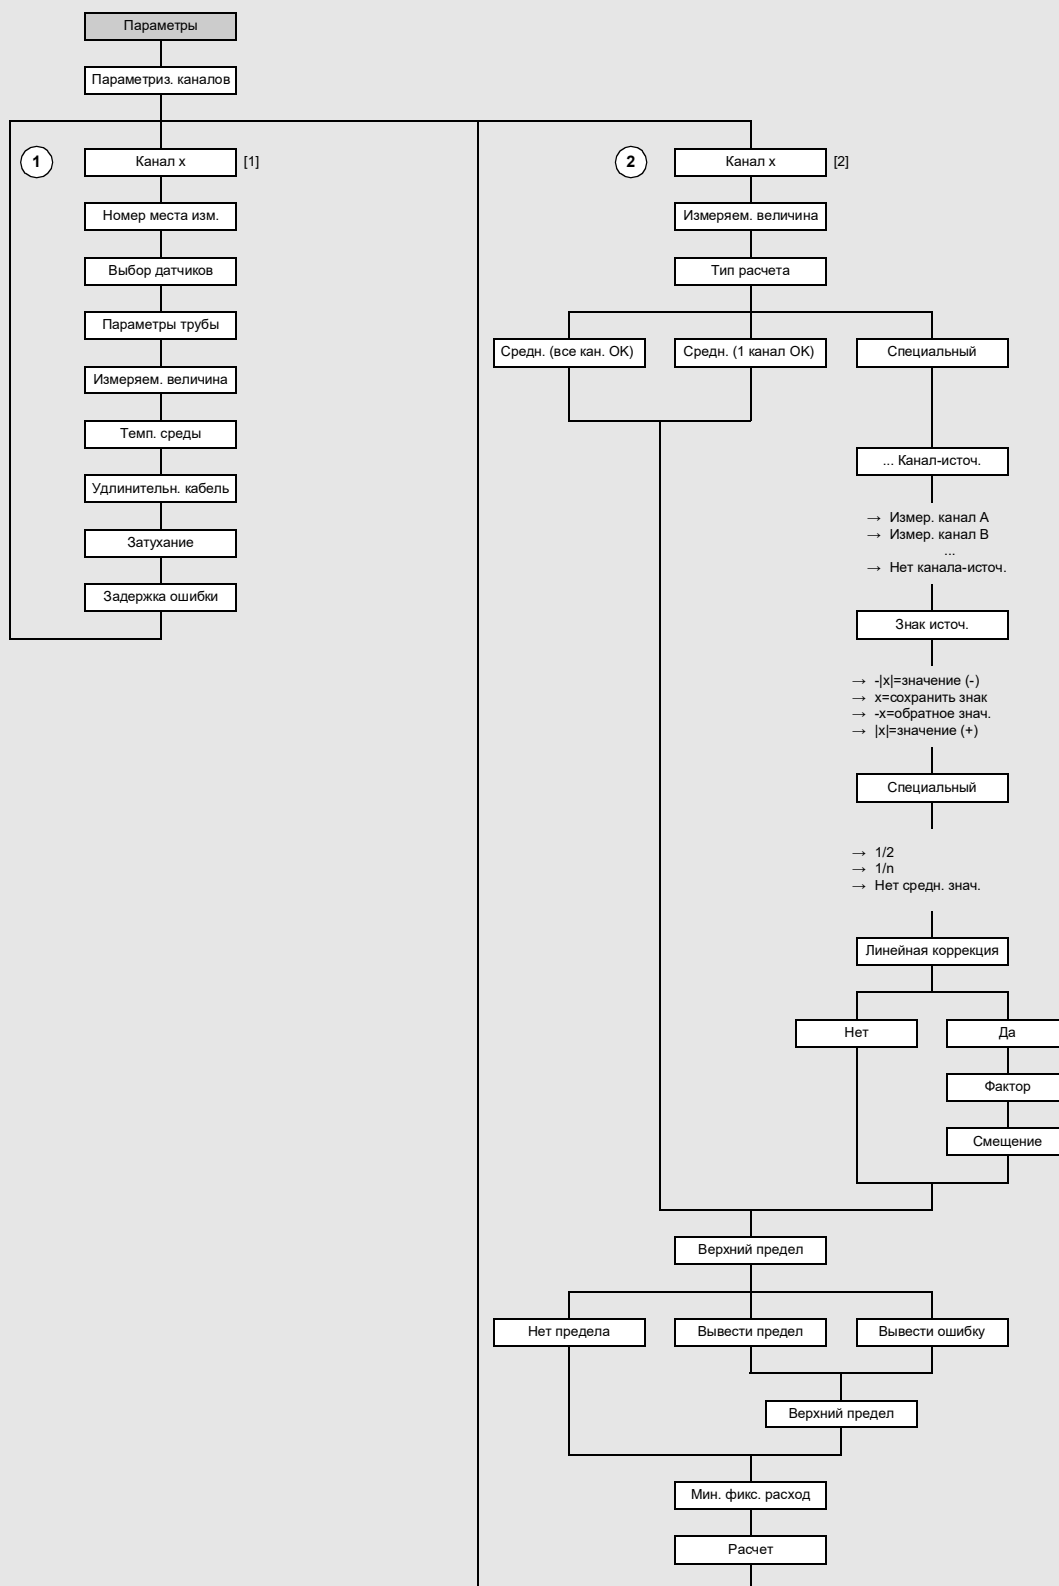 Параметры
Параметриз. каналов
1
Канал x
[1]
Номер места изм.
Выбор датчиков
Параметры трубы
Измеряем. величина
Темп. среды
Удлинительн. кабель
Затухание
Задержка ошибки
2
Канал x
[2]
Измеряем. величина
Тип расчета
Средн. (все кан. OK)
Средн. (1 канал OK)
Специальный
... Канал-источ.
→ Измер. канал A
→ Измер. канал B
...
→ Нет канала-источ.
Знак источ.
→ -|x|=значение (-)
→ x=сохранить знак
→ -x=обратное знач.
→ |x|=значение (+)
Специальный
→ 1/2
→ 1/n
→ Нет средн. знач.
Линейная коррекция
Нет
Да
Фактор
Смещение
Верхний предел
Нет предела
Вывести предел
Вывести ошибку
Верхний предел
Мин. фикс. расход
Расчет